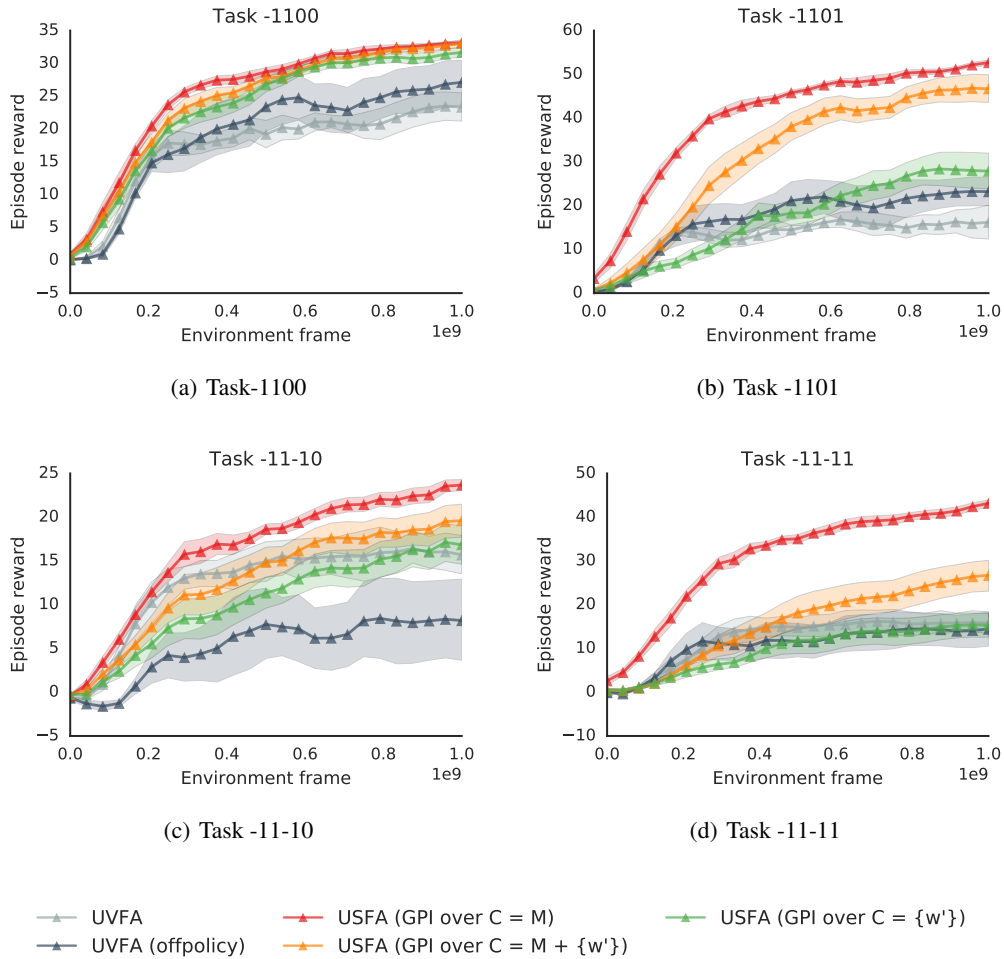 Task -1100
Episode reward
35
30
25
20
15
10
5
0
−5
0.0 0.2 0.4 0.6 0.8 1.0
1e9
Environment frame
(a) Task-1100
Task -1101
Episode reward
60
50
40
30
20
10
0
0.0 0.2 0.4 0.6 0.8 1.0
1e9
Environment frame
(b) Task -1101
Task -11-10
Episode reward
25
20
15
10
5
0
−5
0.0 0.2 0.4 0.6 0.8 1.0
1e9
Environment frame
(c) Task -11-10
Task -11-11
Episode reward
50
40
30
20
10
0
−10
0.0 0.2 0.4 0.6 0.8 1.0
1e9
Environment frame
(d) Task -11-11
UVFA
UVFA (offpolicy)
USFA (GPI over C = M)
USFA (GPI over C = M + {w'})
USFA (GPI over C = {w'})